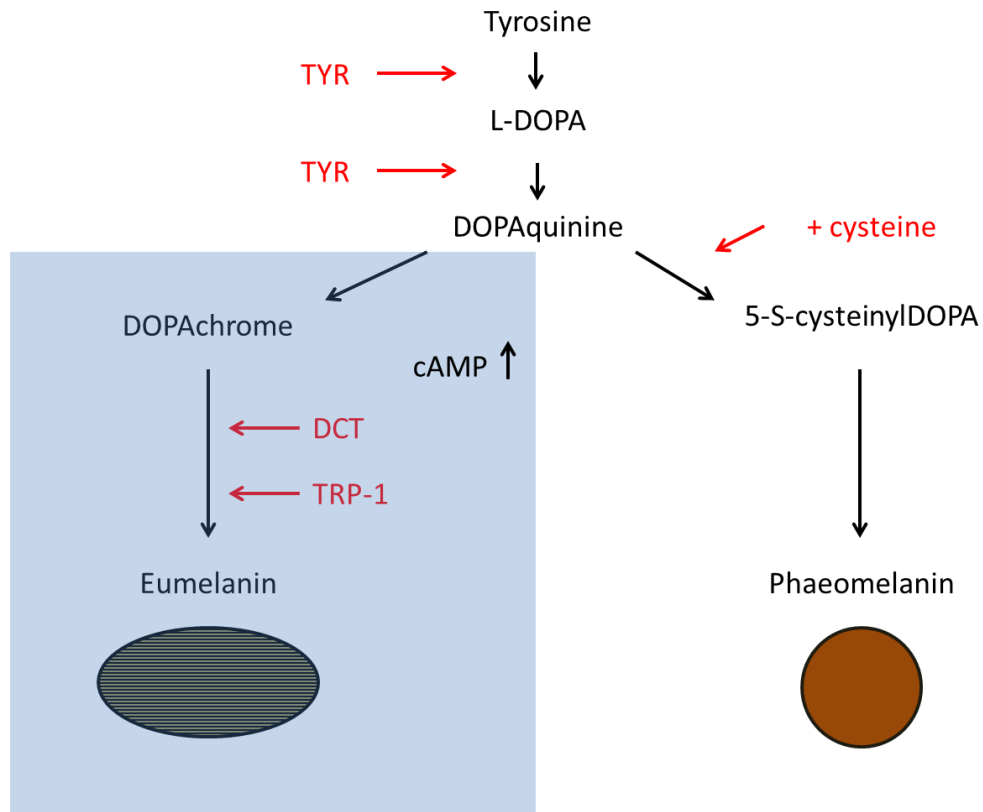 Tyrosine
TYR
L-DOPA
TYR
DOPAquinine
+ cysteine
DOPAchrome
5-S-cysteinylDOPA
cAMP
DCT
TRP-1
Eumelanin
Phaeomelanin